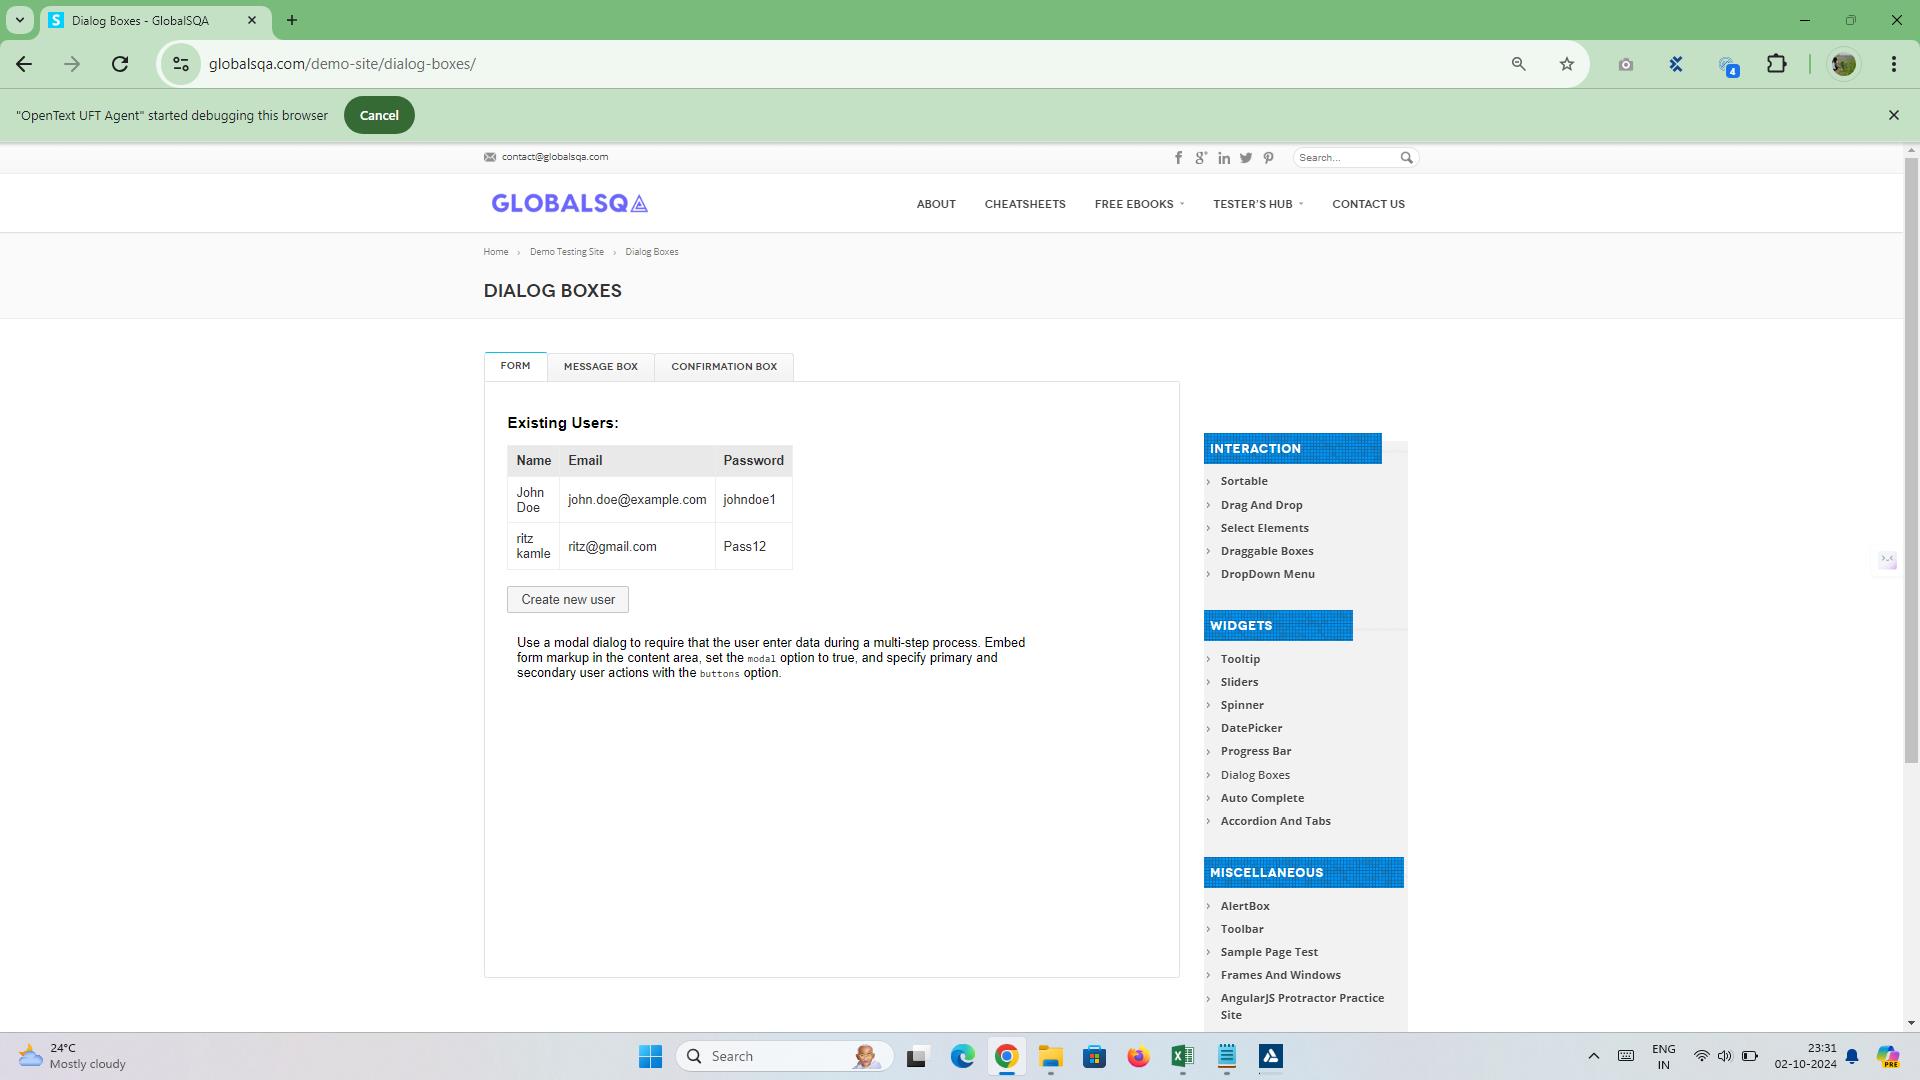 Dialog Boxes - GlobalSQA
globalsqa.com/demo-site/dialog-boxes/
4
"OpenText UFT Agent" started debugging this browser
Cancel
contact@globalsqa.com
Search...
GLOBALSQA
ABOUT
CHEATSHEETS
FREE EBOOKS
TESTER'S HUB
CONTACT US
Home › Demo Testing Site › Dialog Boxes
DIALOG BOXES
FORM
MESSAGE BOX
CONFIRMATION BOX
Existing Users:
Name Email Password
John
Doe
john.doe@example.com
johndoe1
ritz
kamle
ritz@gmail.com
Pass12
Create new user
Use a modal dialog to require that the user enter data during a multi-step process. Embed
form markup in the content area, set the modal option to true, and specify primary and
secondary user actions with the buttons option.
INTERACTION
Sortable
Drag And Drop
Select Elements
Draggable Boxes
DropDown Menu
WIDGETS
Tooltip
Sliders
Spinner
DatePicker
Progress Bar
Dialog Boxes
Auto Complete
Accordion And Tabs
MISCELLANEOUS
AlertBox
Toolbar
Sample Page Test
Frames And Windows
AngularJS Protractor Practice
Site
24°C
Mostly cloudy
Search
ENG
IN
23:31
02-10-2024
PRE